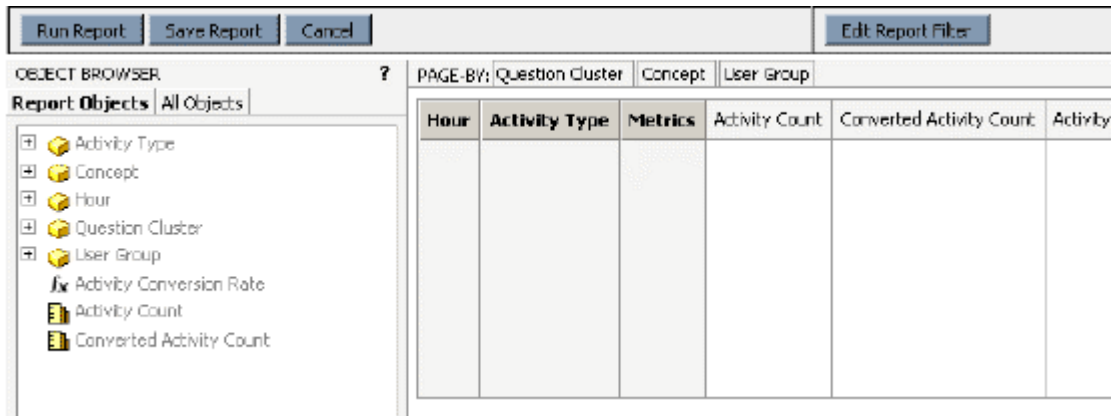 Run Report Save Report Cancel Edit Report Filter
OBJECT BROWSER ?
Report Objects All Objects
Activity Type
Concept
Hour
Question Cluster
User Group
fx Activity Conversion Rate
Activity Count
Converted Activity Count
PAGE-BY: Question Cluster Concept User Group
Hour Activity Type Metrics Activity Count Converted Activity Count Activity